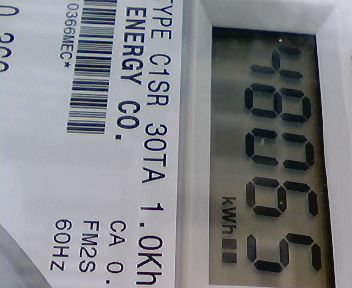 48065
kWh
TYPE C1SR 30TA 1.0Kh
ENERGY CO. CA 0.
FM2S
60Hz
0366MEC*